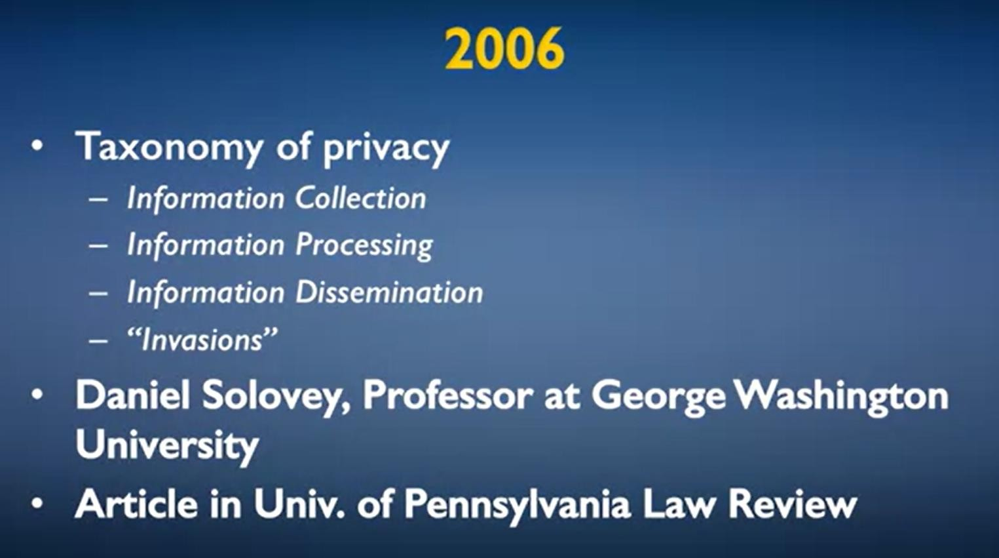 2006
• Taxonomy of privacy
– Information Collection
– Information Processing
– Information Dissemination
– “Invasions”
• Daniel Solovey, Professor at George Washington
University
• Article in Univ. of Pennsylvania Law Review